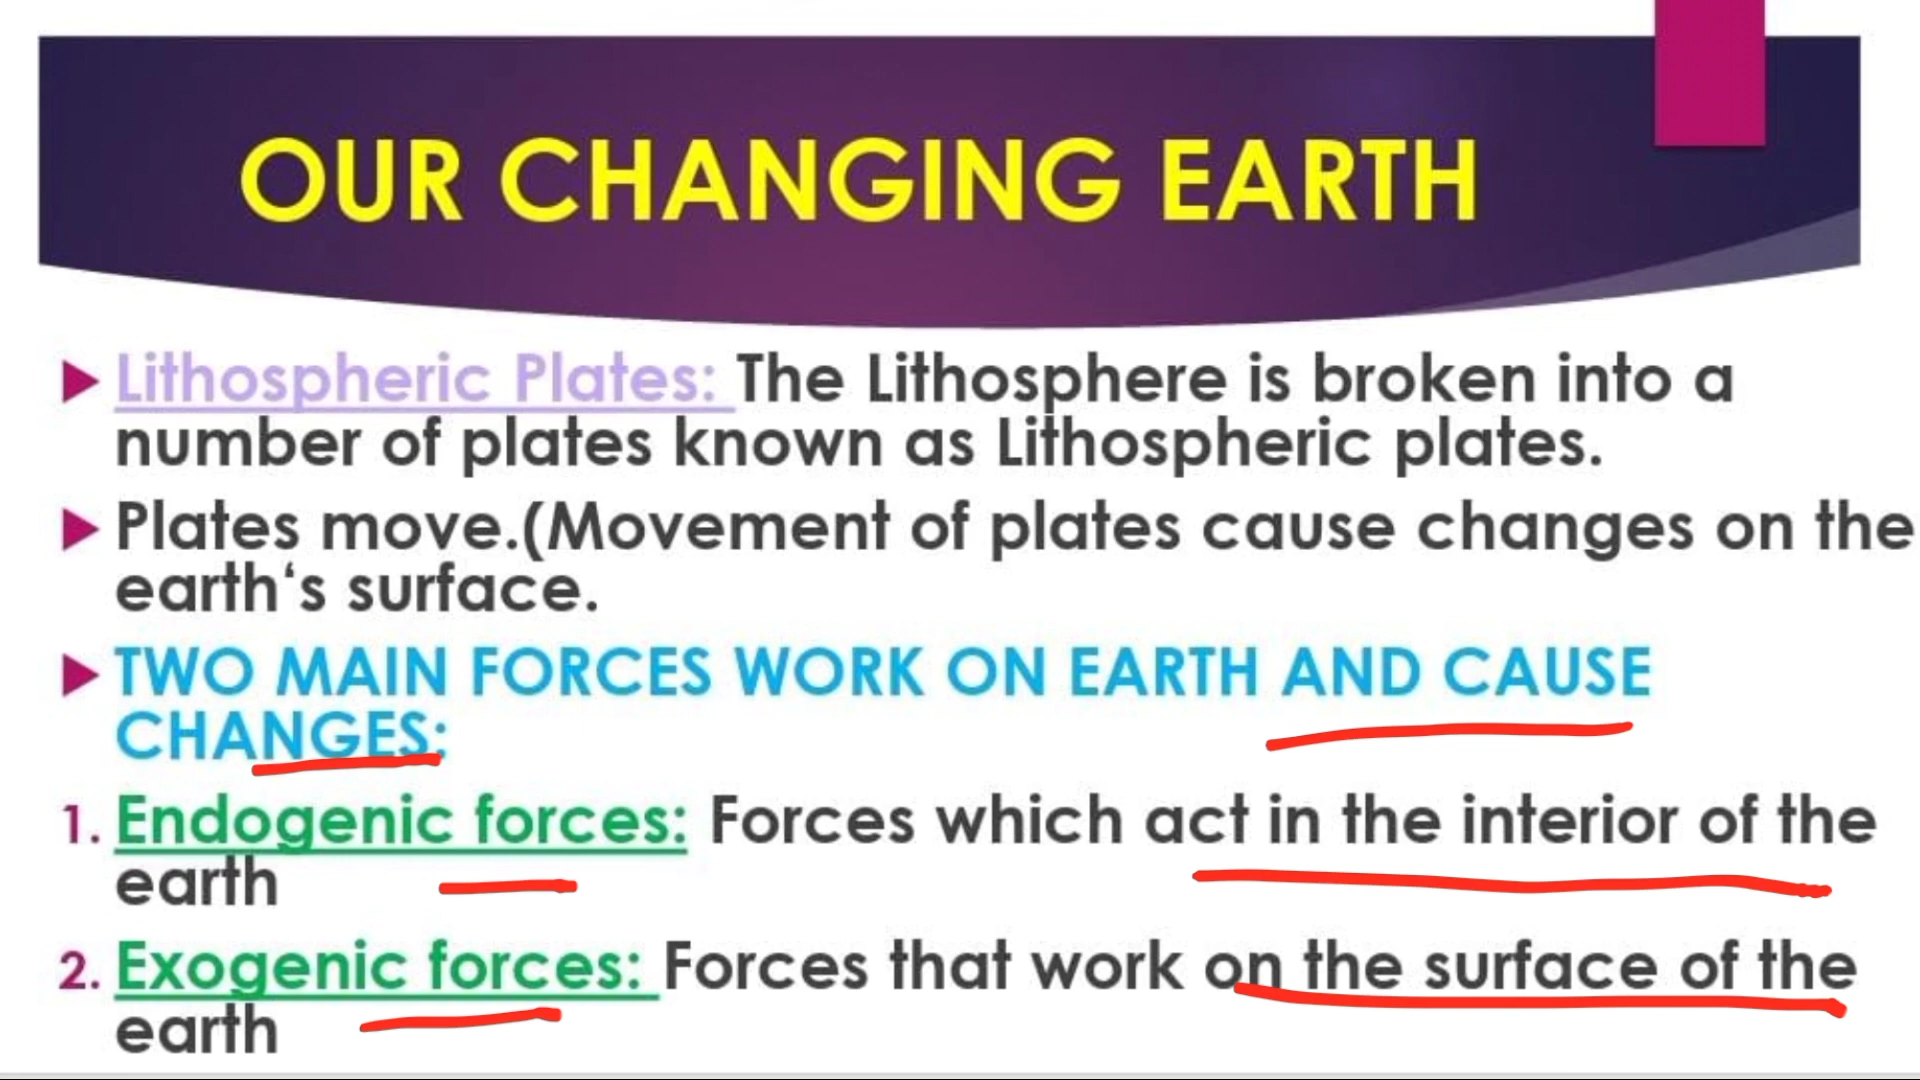 OUR CHANGING EARTH
Lithospheric Plates: The Lithosphere is broken into a
number of plates known as Lithospheric plates.
Plates move.(Movement of plates cause changes on the
earth‘s surface.
TWO MAIN FORCES WORK ON EARTH AND CAUSE
CHANGES:
1. Endogenic forces: Forces which act in the interior of the
earth
2. Exogenic forces: Forces that work on the surface of the
earth